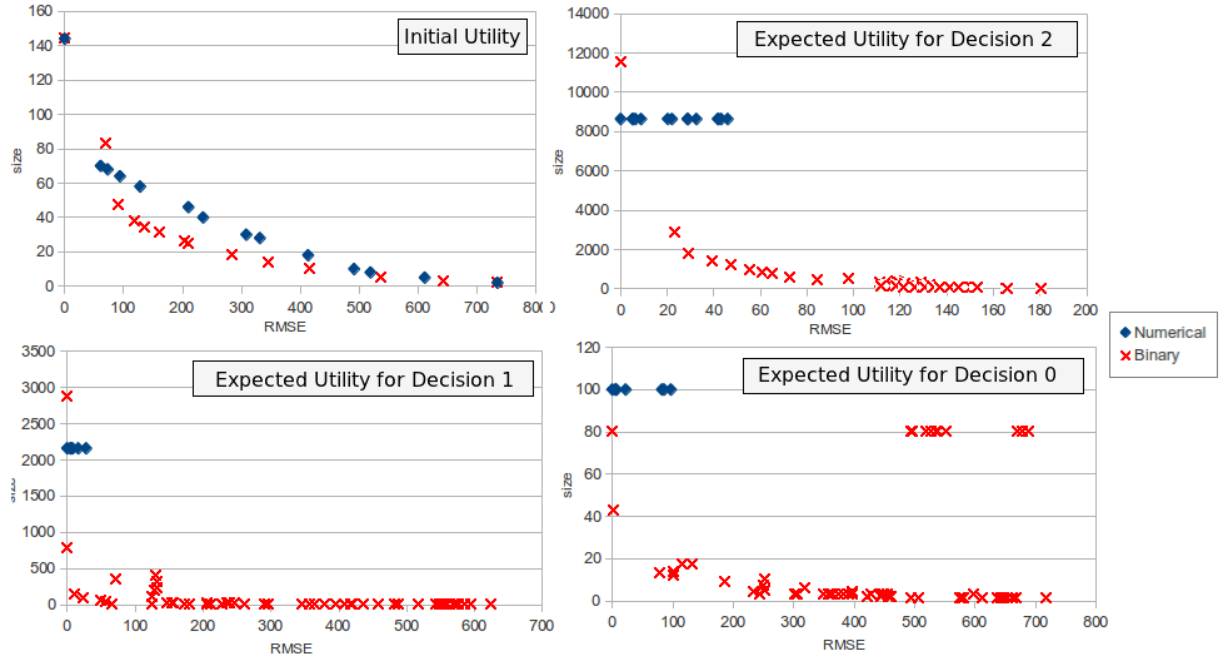 Initial Utility
160
140
120
100
80
60
40
20
0
size
0 100 200 300 400 500 600 700 800
RMSE
Expected Utility for Decision 2
14000
12000
10000
8000
6000
4000
2000
0
size
0 20 40 60 80 100 120 140 160 180 200
RMSE
Numerical
Binary
Expected Utility for Decision 1
3500
3000
2500
2000
1500
1000
500
0
size
0 100 200 300 400 500 600 700
RMSE
Expected Utility for Decision 0
120
100
80
60
40
20
0
size
0 100 200 300 400 500 600 700 800
RMSE